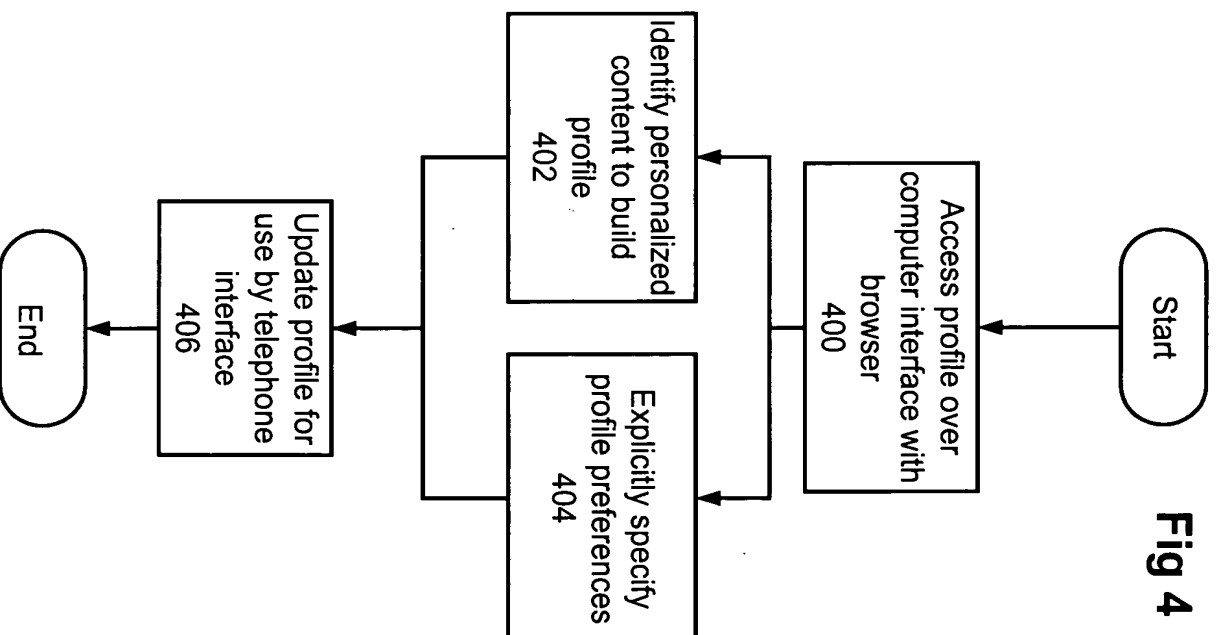 Fig 4
Start
Access profile over
computer interface with
browser
400
Identify personalized
content to build
profile
402
Explicitly specify
profile preferences
404
Update profile for
use by telephone
interface
406
End